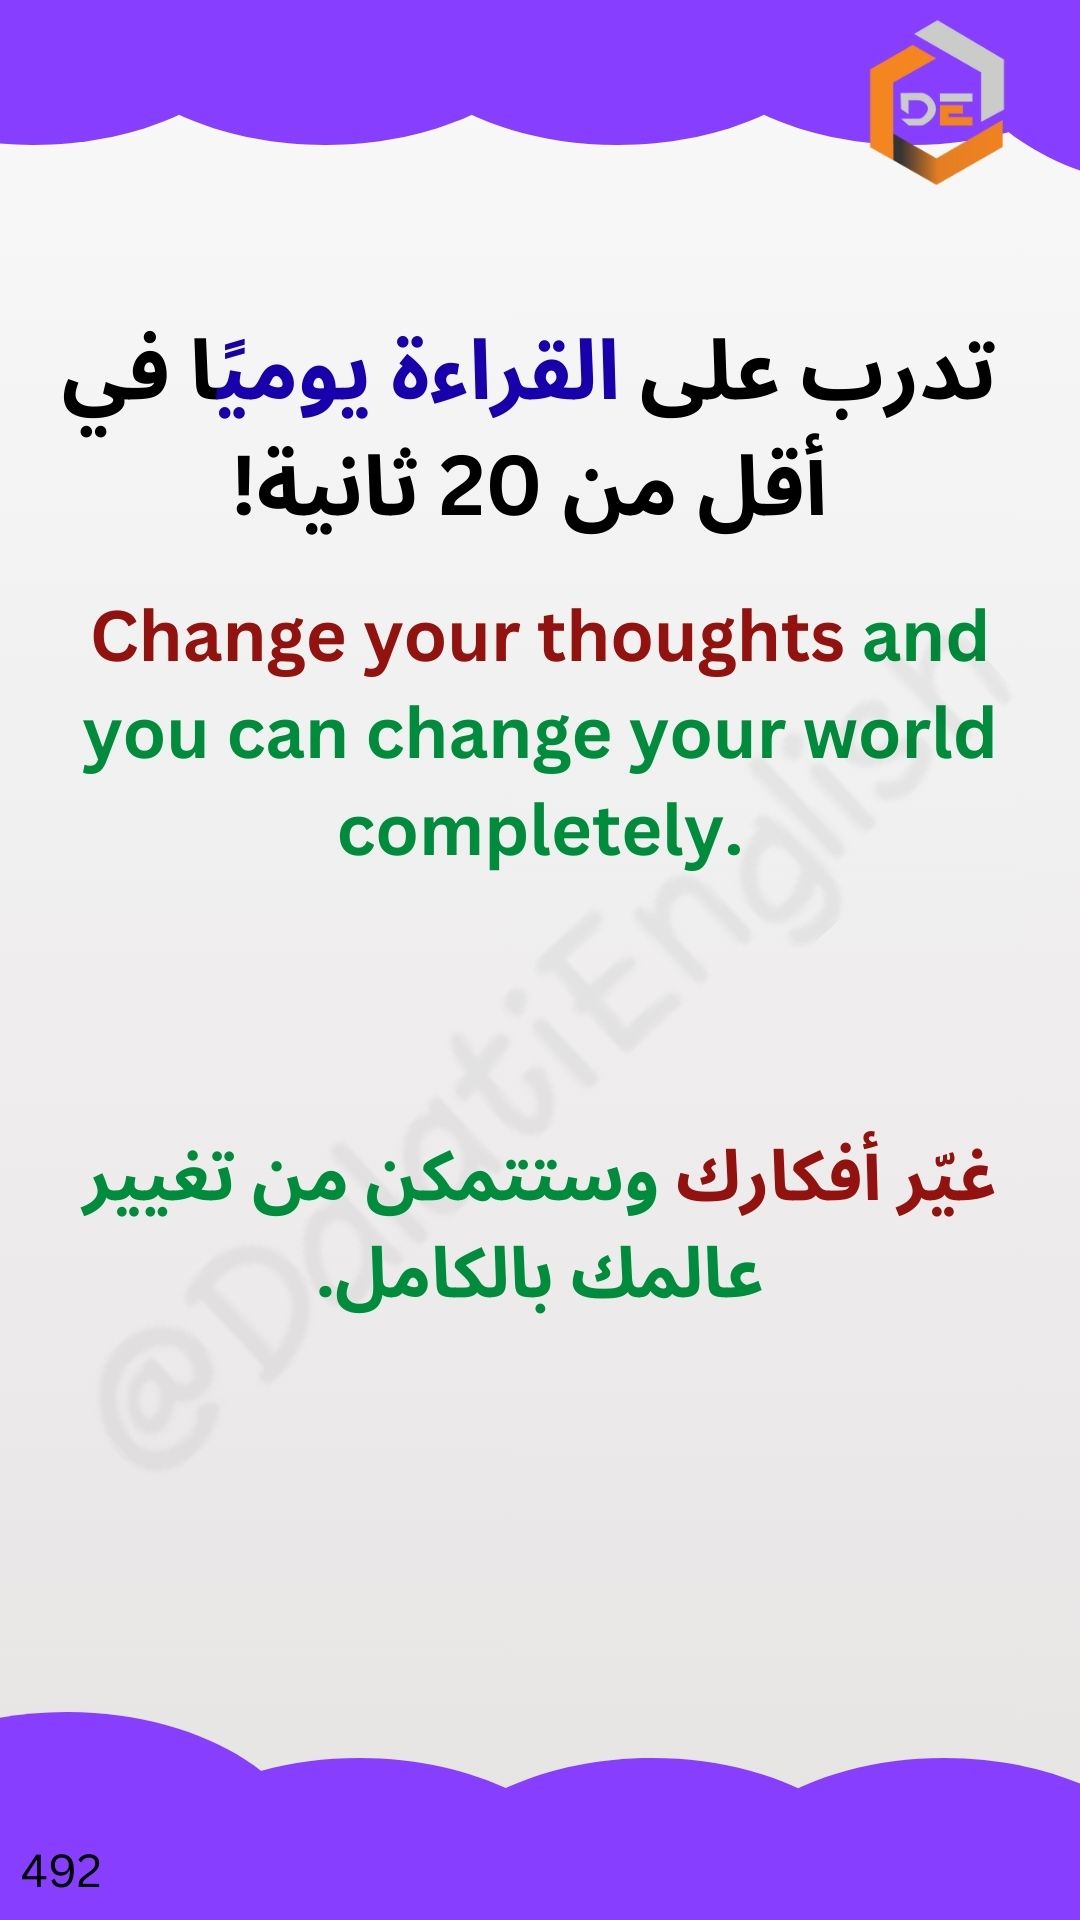 DE
تدرب على القراءة يوميًا في
أقل من 20 ثانية!
Change your thoughts and
you can change your world
completely.
غيّر أفكارك وستتمكن من تغيير
عالمك بالكامل.
@DalatiEnglish
492